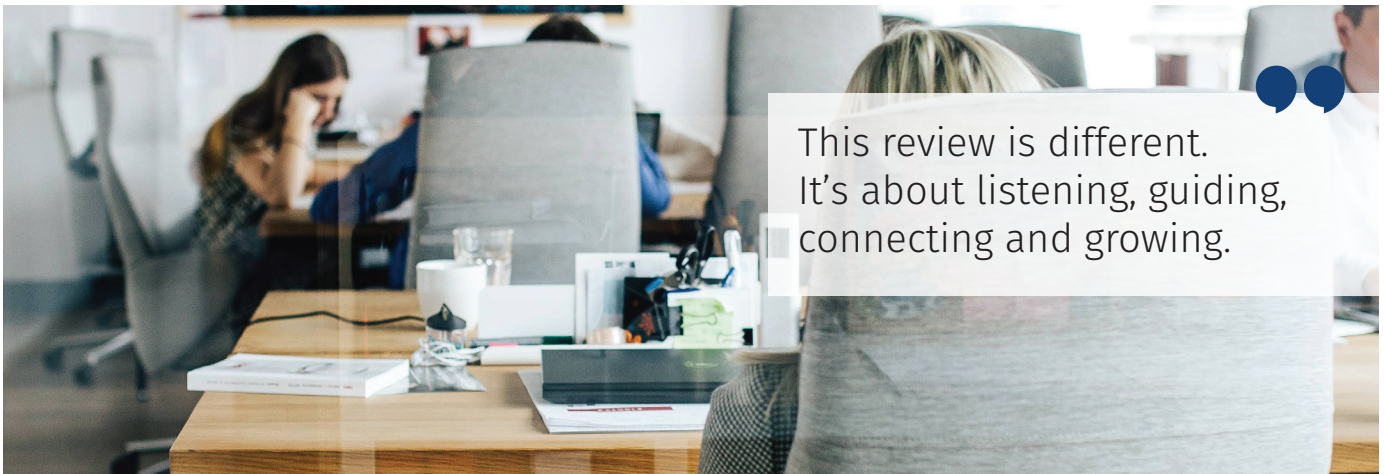 This review is different.
It’s about listening, guiding,
connecting and growing.